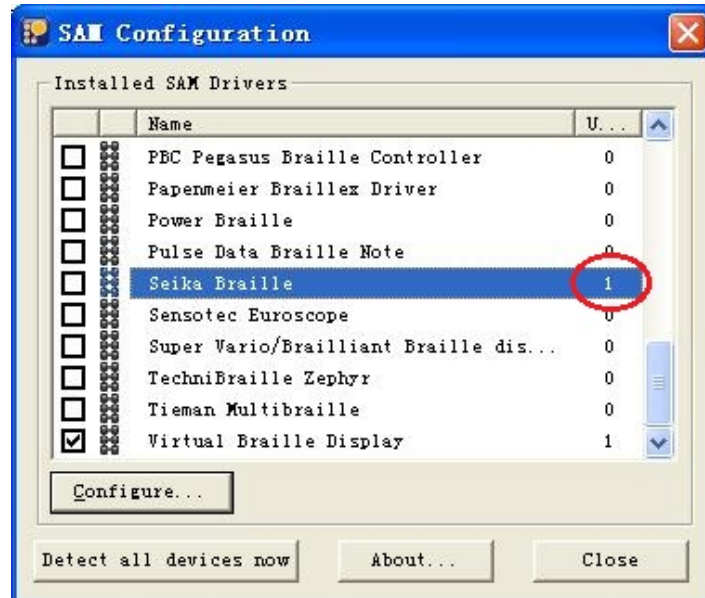 SAM Configuration
Installed SAM Drivers
Name U...
PBC Pegasus Braille Controller 0
Papenmeier Braillex Driver 0
Power Braille 0
Pulse Data Braille Note 0
Seika Braille 1
Sensotec Euroscope 0
Super Vario/Brailliant Braille dis... 0
TechniBraille Zephyr 0
Tieman Multibraille 0
Virtual Braille Display 1
Configure...
Detect all devices now About... Close